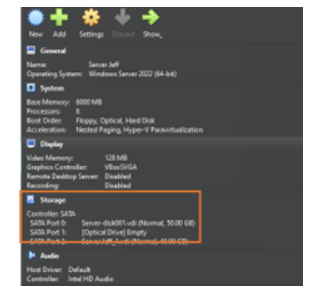 New Add Settings Discard Show
General
Name: Server Jeff
Operating System: Windows Server 2022 (64-bit)
System
Base Memory: 6000 MB
Processors: 6
Boot Order: Floppy, Optical, Hard Disk
Acceleration: Nested Paging, Hyper-V Paravirtualization
Display
Video Memory: 128 MB
Graphics Controller: VBoxSVGA
Remote Desktop Server: Disabled
Recording: Disabled
Storage
Controller: SATA
SATA Port 0: Server-disk001.vdi (Normal, 50.00 GB)
SATA Port 1: [Optical Drive] Empty
SATA Port 2: (Normal, 40.00 GB)
Audio
Host Driver: Default
Controller: Intel HD Audio